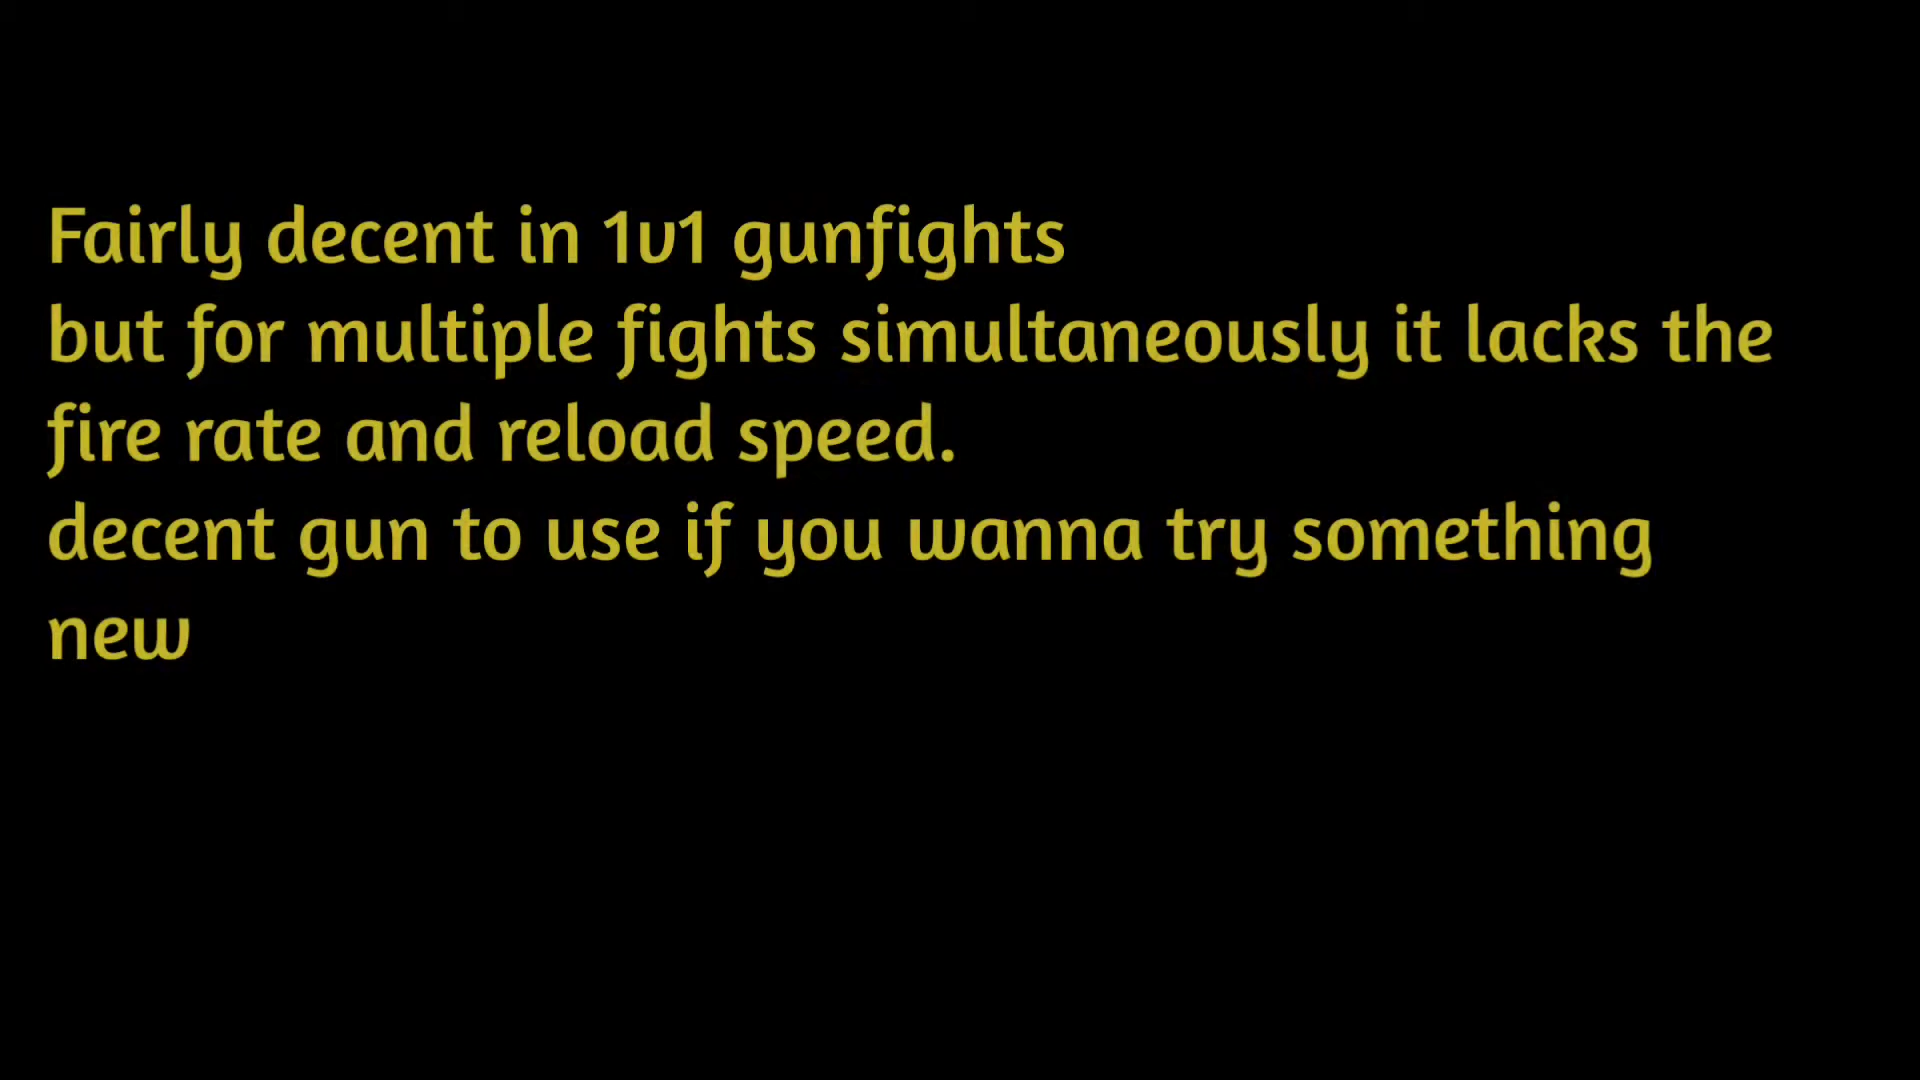 Fairly decent in 1v1 gunfights
but for multiple fights simultaneously it lacks the
fire rate and reload speed.
decent gun to use if you wanna try something
new